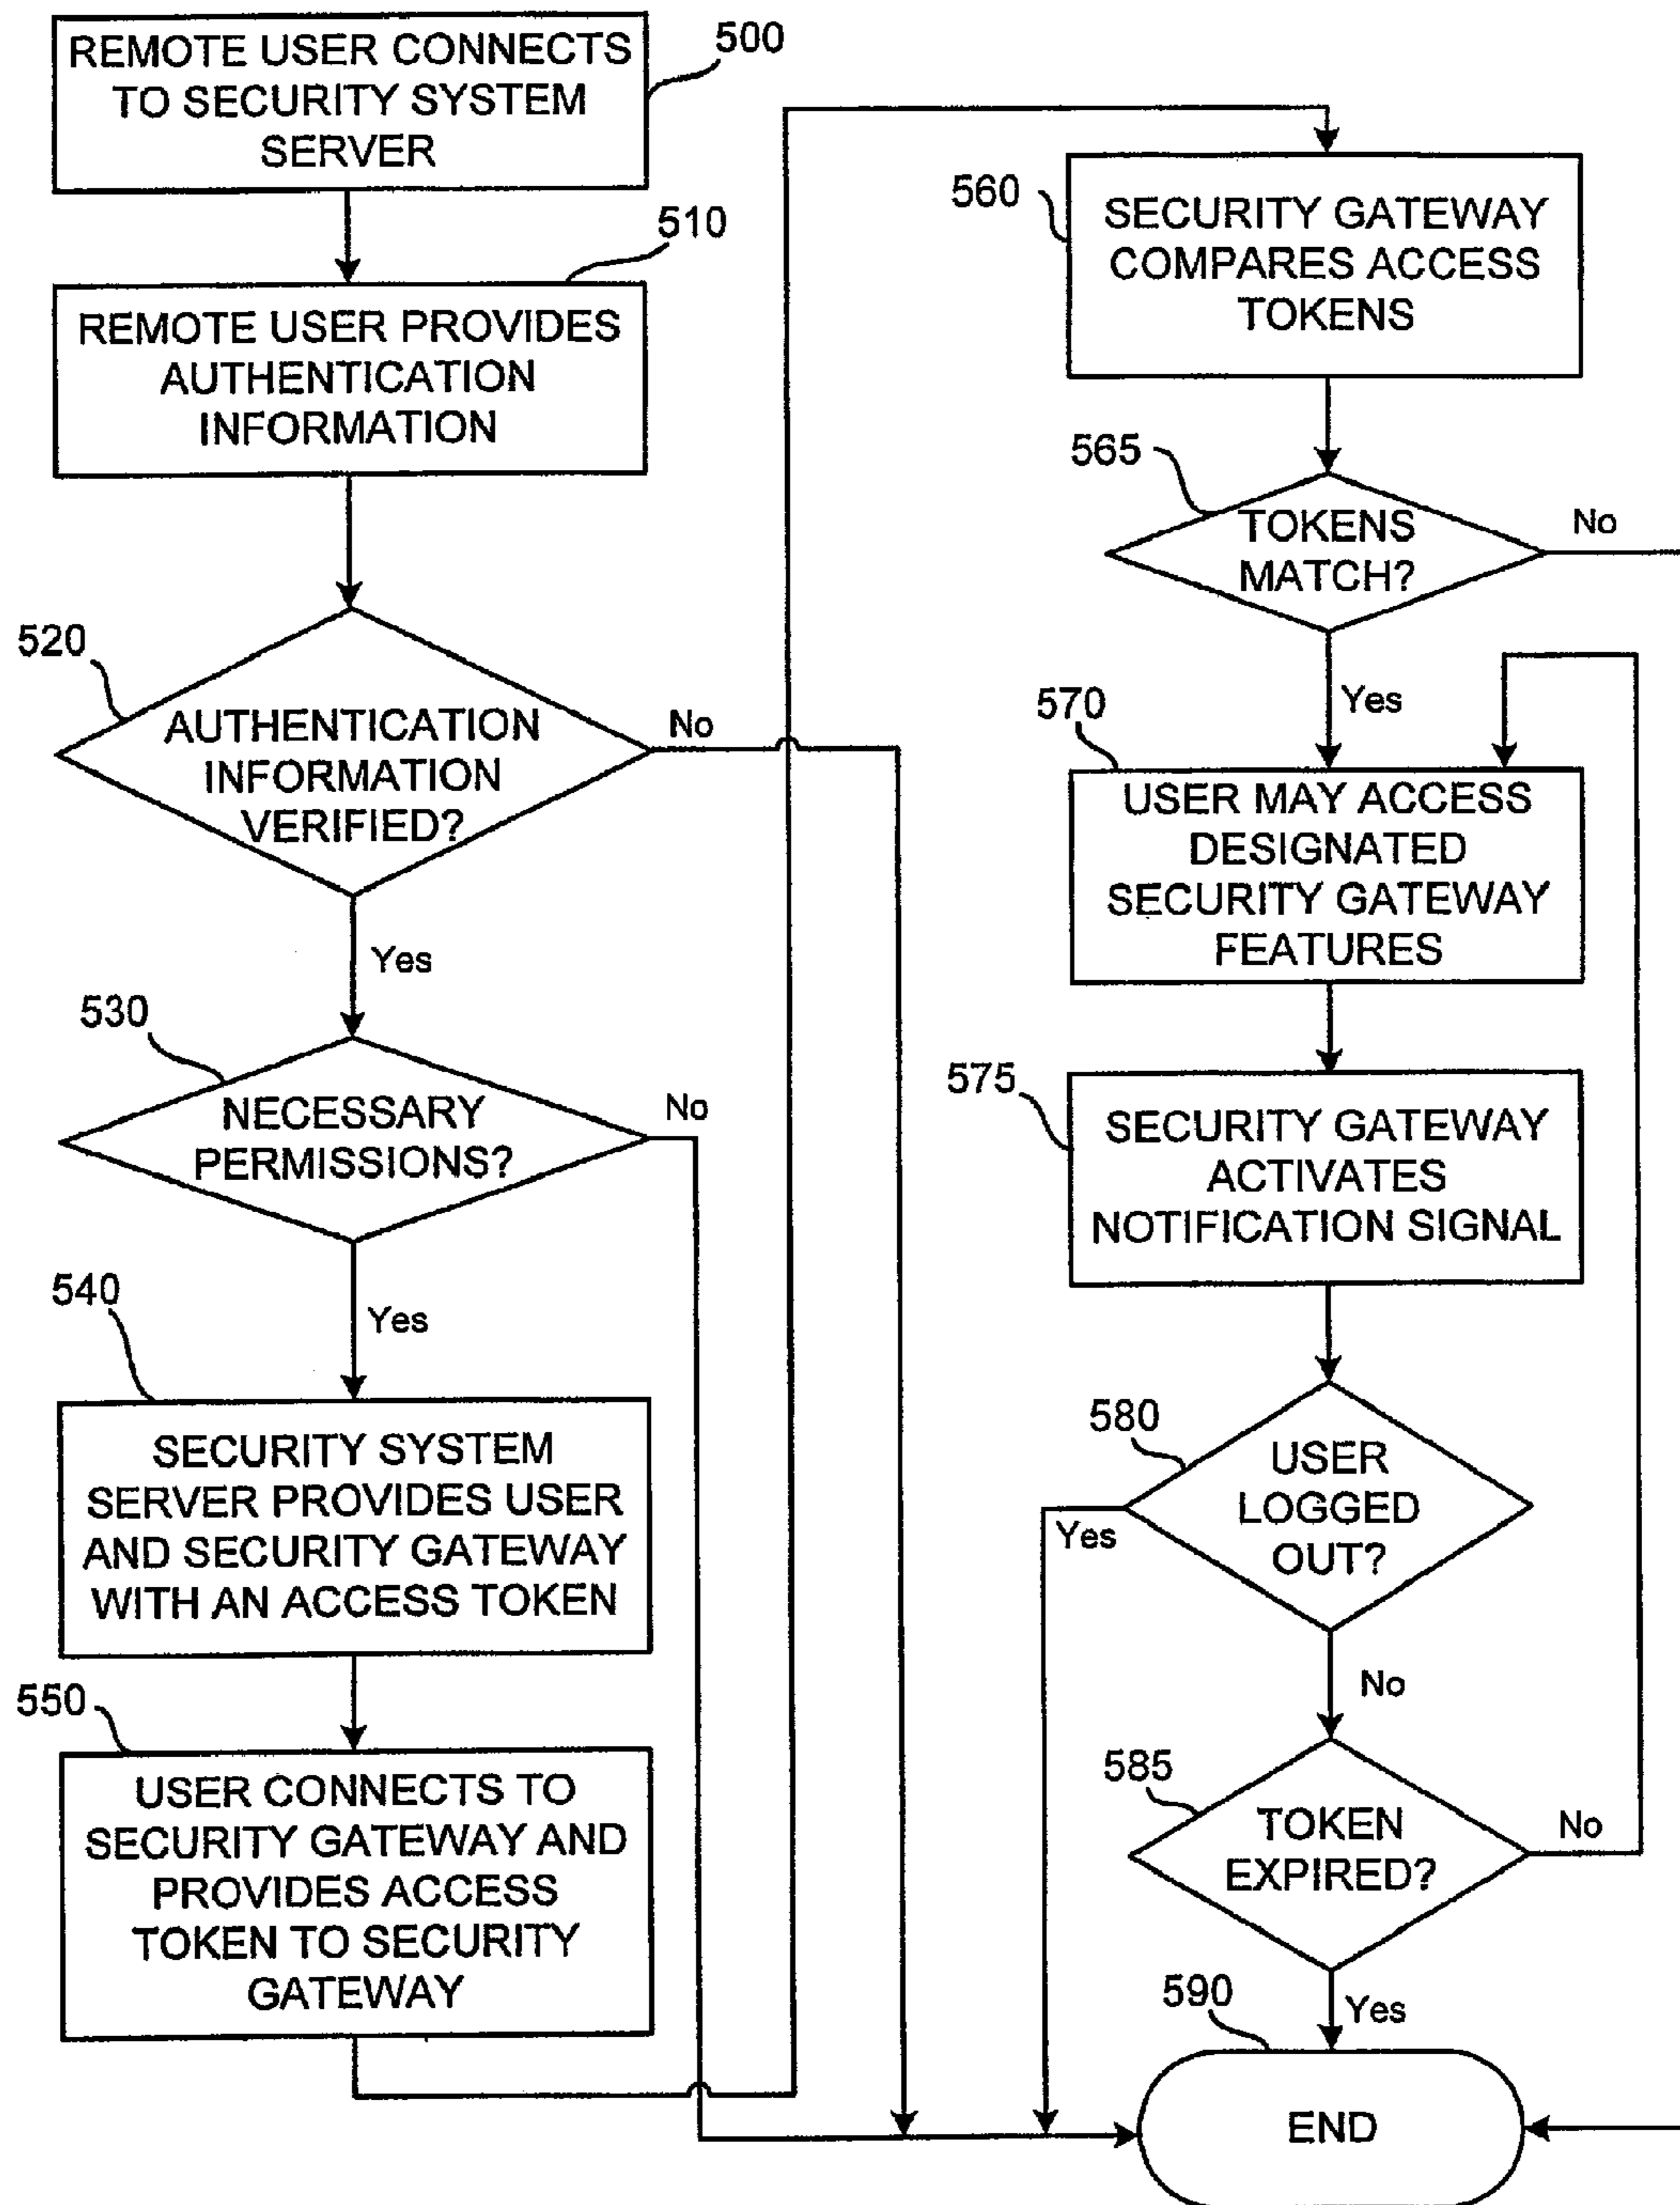 500
REMOTE USER CONNECTS
TO SECURITY SYSTEM
SERVER
510
REMOTE USER PROVIDES
AUTHENTICATION
INFORMATION
520
AUTHENTICATION
INFORMATION
VERIFIED?
No
Yes
530
NECESSARY
PERMISSIONS?
No
Yes
540
SECURITY SYSTEM
SERVER PROVIDES USER
AND SECURITY GATEWAY
WITH AN ACCESS TOKEN
550
USER CONNECTS TO
SECURITY GATEWAY AND
PROVIDES ACCESS
TOKEN TO SECURITY
GATEWAY
560
SECURITY GATEWAY
COMPARES ACCESS
TOKENS
565
TOKENS
MATCH?
No
Yes
570
USER MAY ACCESS
DESIGNATED
SECURITY GATEWAY
FEATURES
575
SECURITY GATEWAY
ACTIVATES
NOTIFICATION SIGNAL
580
USER
LOGGED
OUT?
Yes
No
585
TOKEN
EXPIRED?
No
Yes
590
END